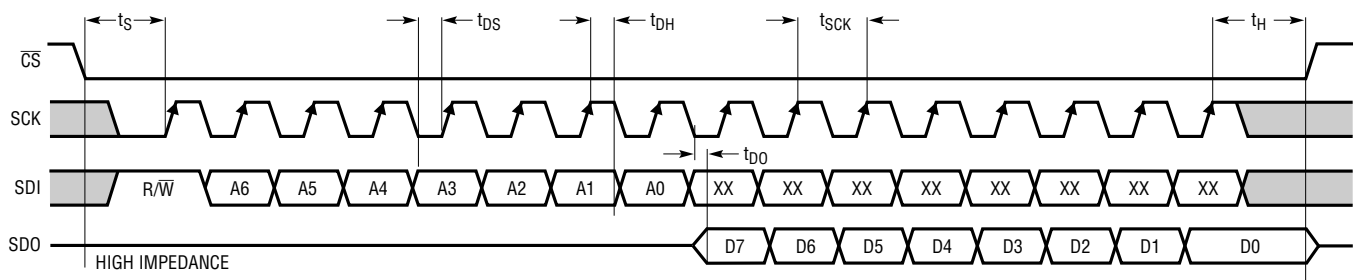 tS tDS tDH tSCK tH
CS
SCK
tDO
SDI R/W A6 A5 A4 A3 A2 A1 A0 XX XX XX XX XX XX XX XX
SDO D7 D6 D5 D4 D3 D2 D1 D0
HIGH IMPEDANCE